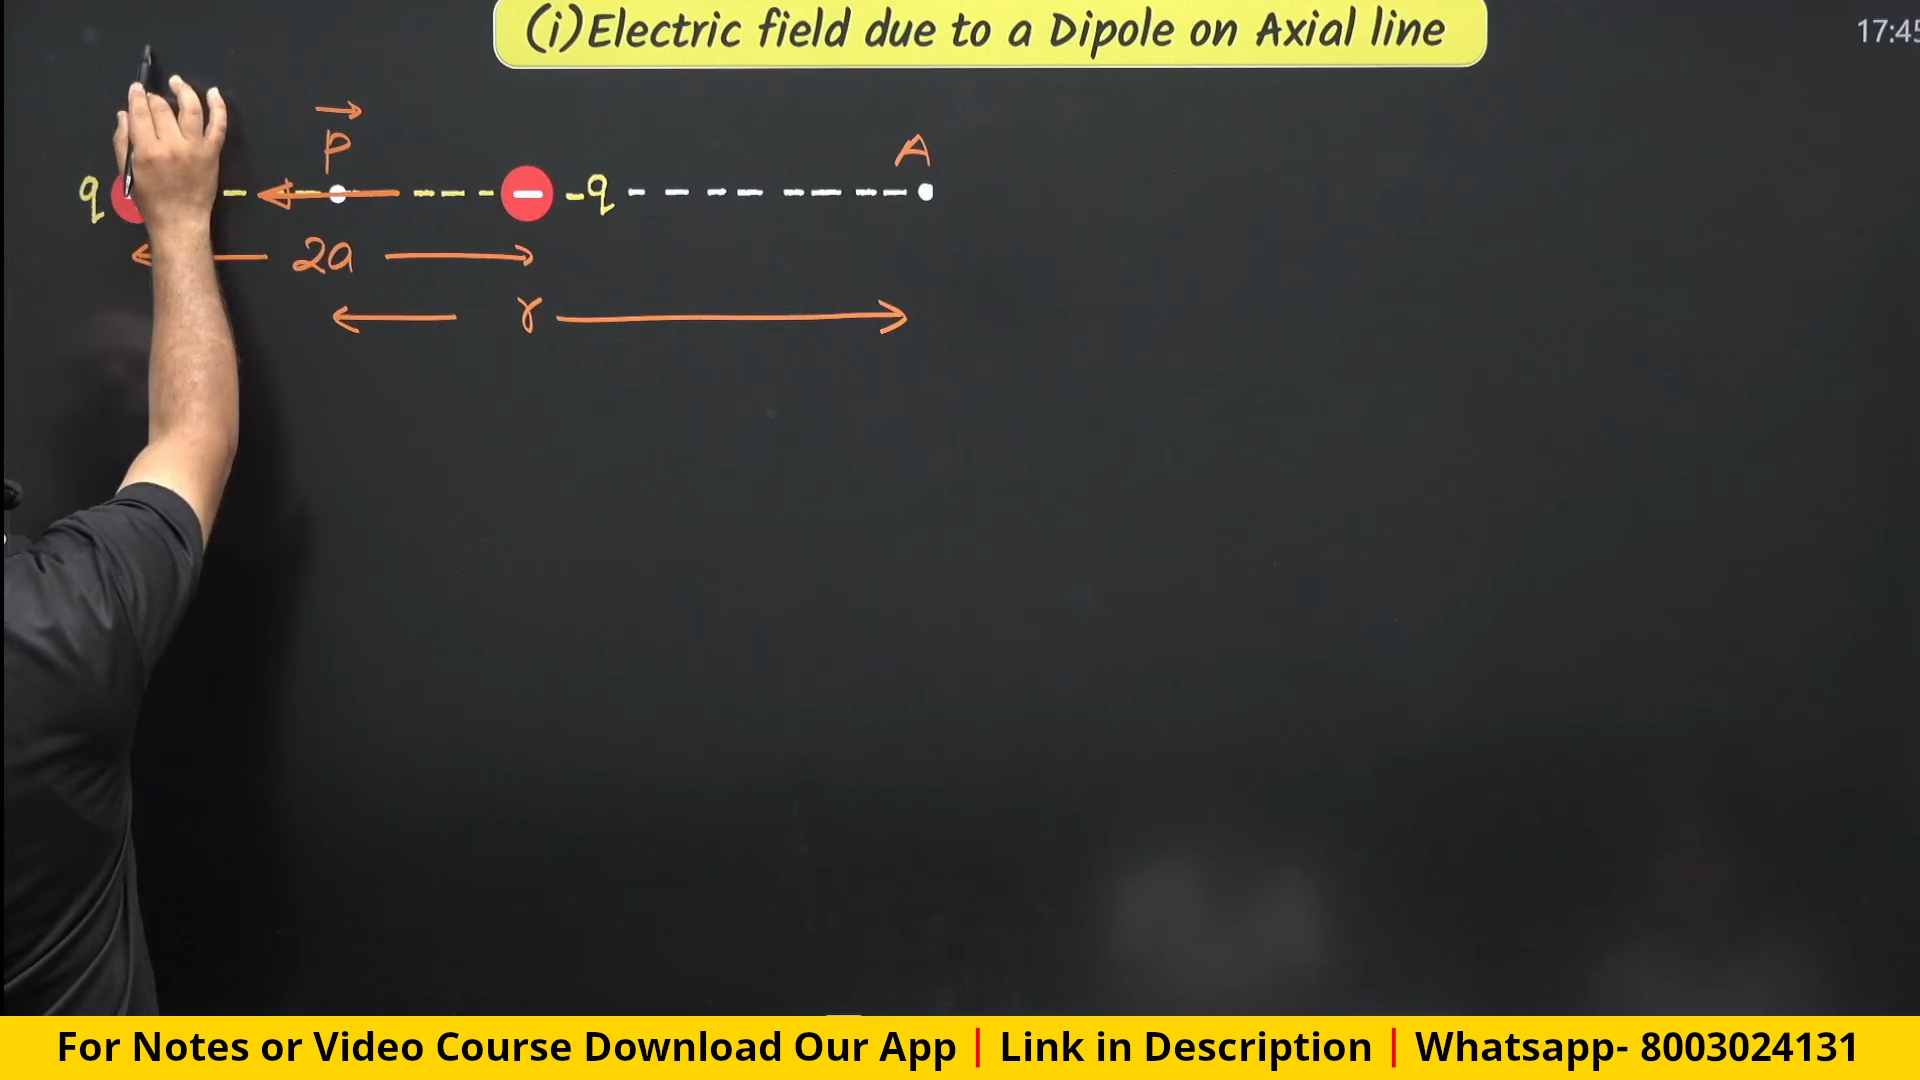 (i) Electric field due to a Dipole on Axial line
17:45
P
A
q
-q
2a
r
For Notes or Video Course Download Our App | Link in Description | Whatsapp- 8003024131